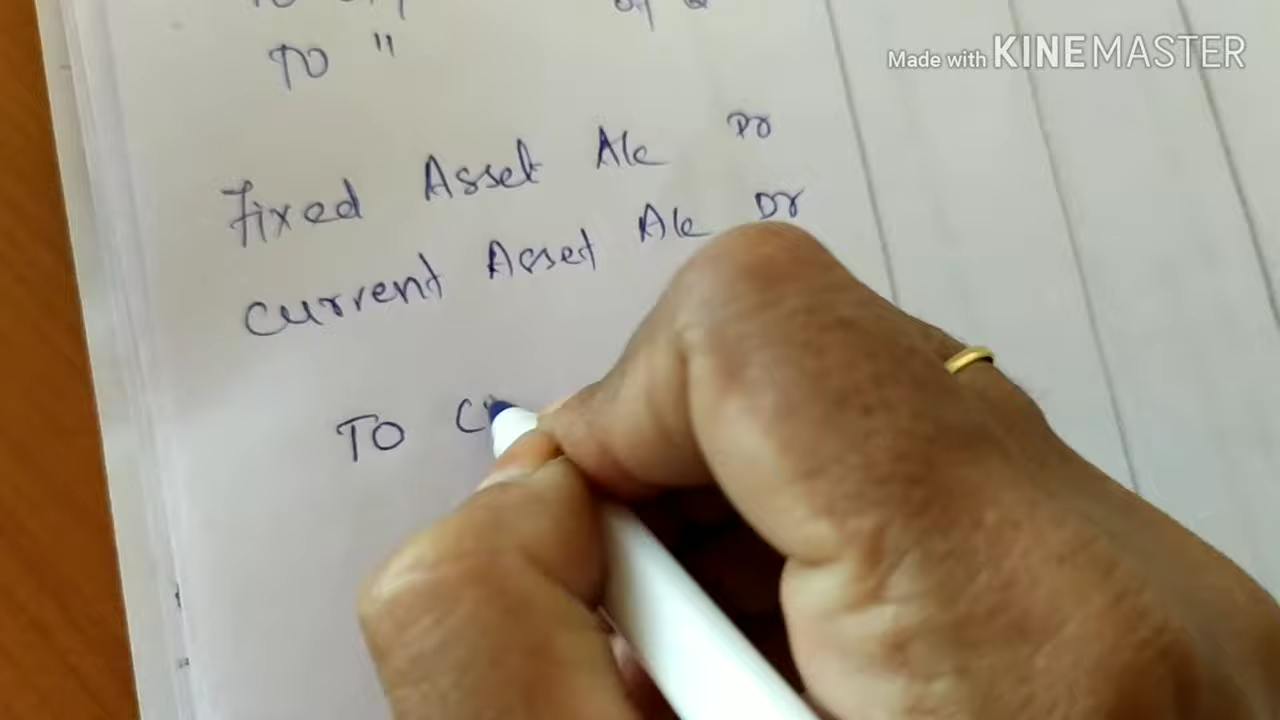 TO "
Made with KINEMASTER
Fixed Asset A/c Dr
Current Asset A/c Dr
TO C